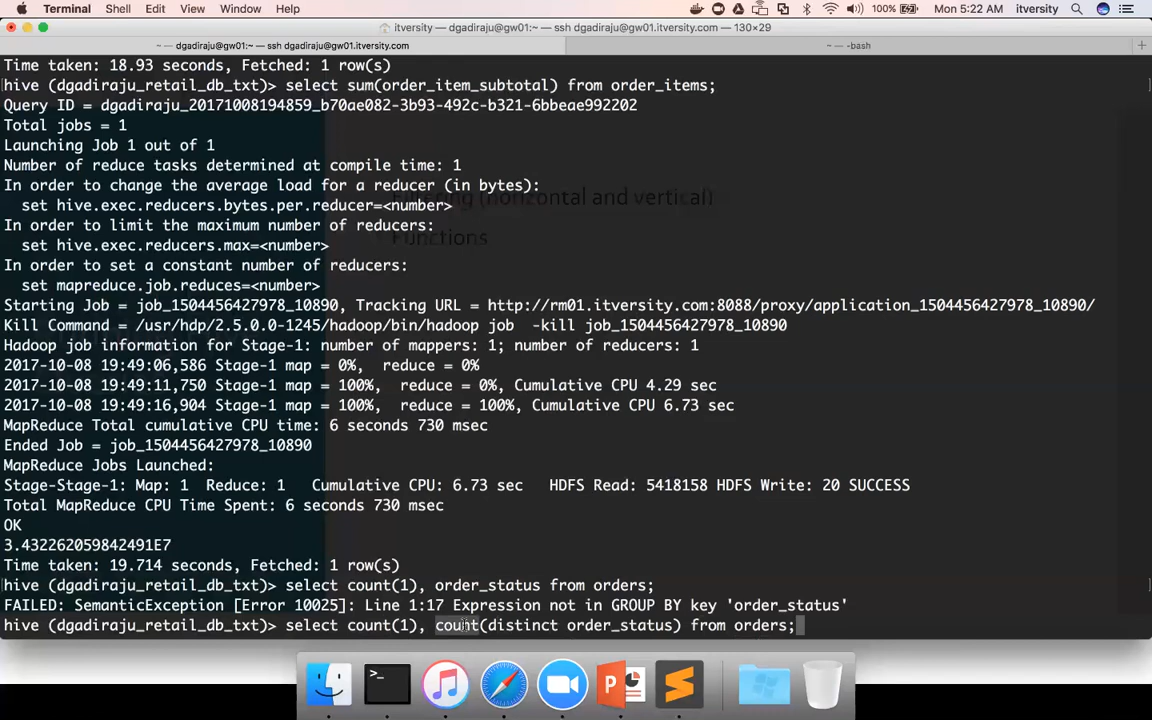 Terminal Shell Edit View Window Help 100% Mon 5:22 AM itversity
itversity — dgadiraju@gw01:~ — ssh dgadiraju@gw01.itversity.com — 130×29
~ — dgadiraju@gw01:~ — ssh dgadiraju@gw01.itversity.com
~ — -bash
Time taken: 18.93 seconds, Fetched: 1 row(s)
hive (dgadiraju_retail_db_txt)> select sum(order_item_subtotal) from order_items;
Query ID = dgadiraju_20171008194859_b70ae082-3b93-492c-b321-6bbeae992202
Total jobs = 1
Launching Job 1 out of 1
Number of reduce tasks determined at compile time: 1
In order to change the average load for a reducer (in bytes):
Filtering (horizontal and vertical)
set hive.exec.reducers.bytes.per.reducer=<number>
In order to limit the maximum number of reducers:
Functions
set hive.exec.reducers.max=<number>
In order to set a constant number of reducers:
set mapreduce.job.reduces=<number>
Starting Job = job_1504456427978_10890, Tracking URL = http://rm01.itversity.com:8088/proxy/application_1504456427978_10890/
Kill Command = /usr/hdp/2.5.0.0-1245/hadoop/bin/hadoop job  -kill job_1504456427978_10890
Hadoop job information for Stage-1: number of mappers: 1; number of reducers: 1
2017-10-08 19:49:06,586 Stage-1 map = 0%,  reduce = 0%
2017-10-08 19:49:11,750 Stage-1 map = 100%,  reduce = 0%, Cumulative CPU 4.29 sec
2017-10-08 19:49:16,904 Stage-1 map = 100%,  reduce = 100%, Cumulative CPU 6.73 sec
MapReduce Total cumulative CPU time: 6 seconds 730 msec
Ended Job = job_1504456427978_10890
MapReduce Jobs Launched:
Stage-Stage-1: Map: 1  Reduce: 1   Cumulative CPU: 6.73 sec   HDFS Read: 5418158 HDFS Write: 20 SUCCESS
Total MapReduce CPU Time Spent: 6 seconds 730 msec
OK
3.432262059842491E7
Time taken: 19.714 seconds, Fetched: 1 row(s)
hive (dgadiraju_retail_db_txt)> select count(1), order_status from orders;
FAILED: SemanticException [Error 10025]: Line 1:17 Expression not in GROUP BY key 'order_status'
hive (dgadiraju_retail_db_txt)> select count(1), count(distinct order_status) from orders;